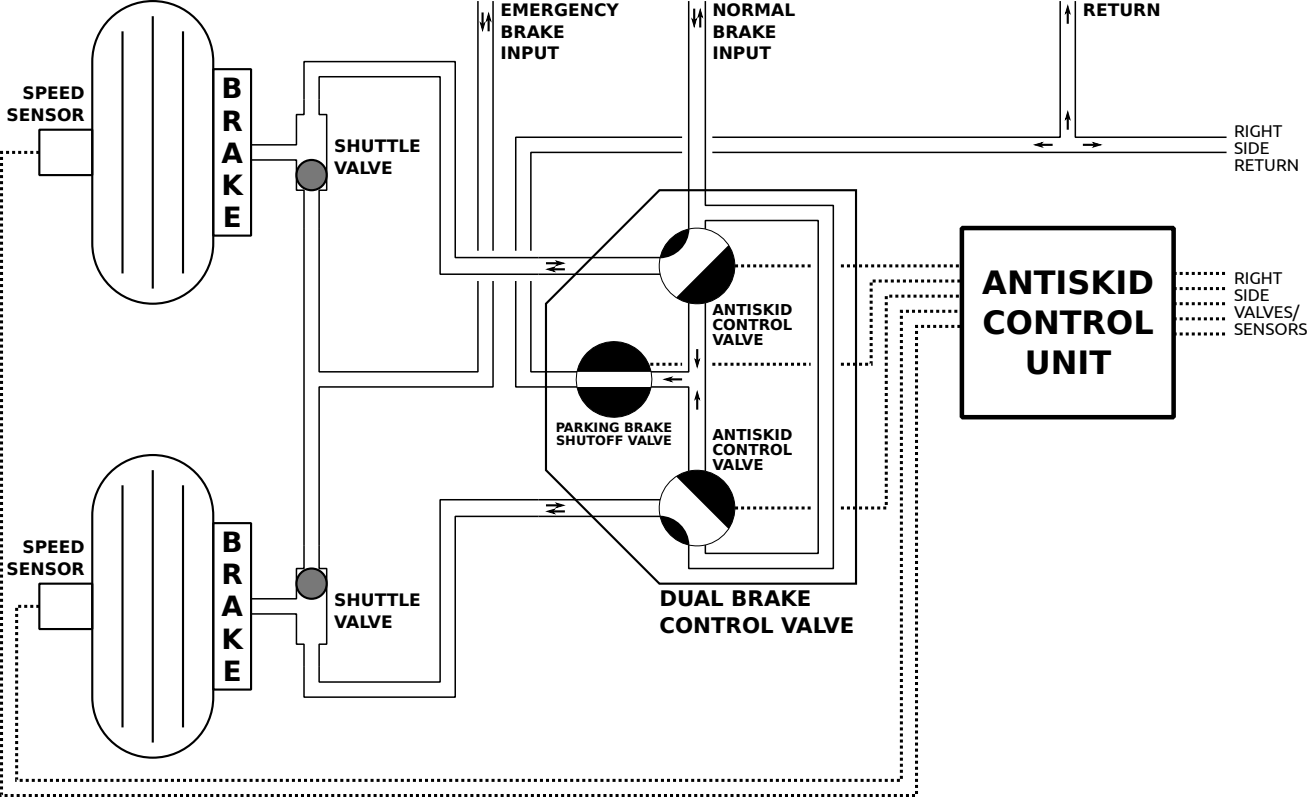 EMERGENCY
BRAKE
INPUT
NORMAL
BRAKE
INPUT
RETURN
SPEED
SENSOR
B
R
A
K
E
SHUTTLE
VALVE
RIGHT
SIDE
RETURN
ANTISKID
CONTROL
VALVE
ANTISKID
CONTROL
UNIT
RIGHT
SIDE
VALVES/
SENSORS
PARKING BRAKE
SHUTOFF VALVE
ANTISKID
CONTROL
VALVE
SPEED
SENSOR
B
R
A
K
E
SHUTTLE
VALVE
DUAL BRAKE
CONTROL VALVE